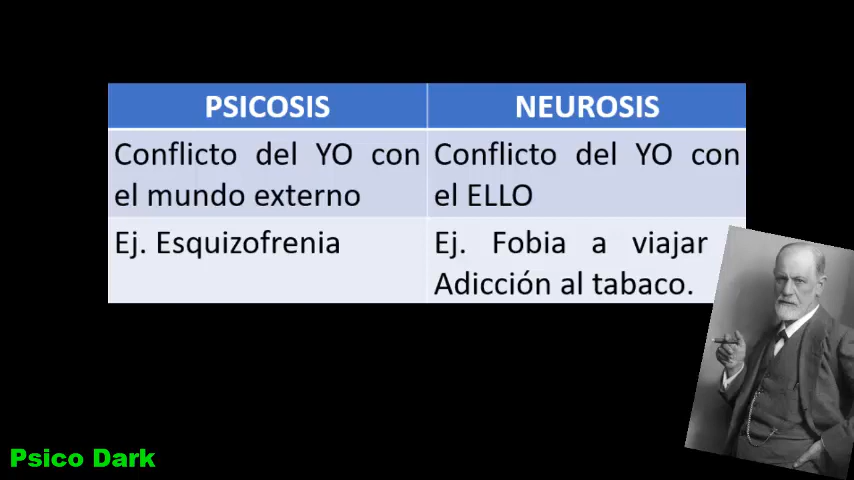 PSICOSIS
NEUROSIS
Conflicto del YO con
el mundo externo
Conflicto del YO con
el ELLO
Ej. Esquizofrenia
Ej. Fobia a viajar
Adicción al tabaco.
Psico Dark